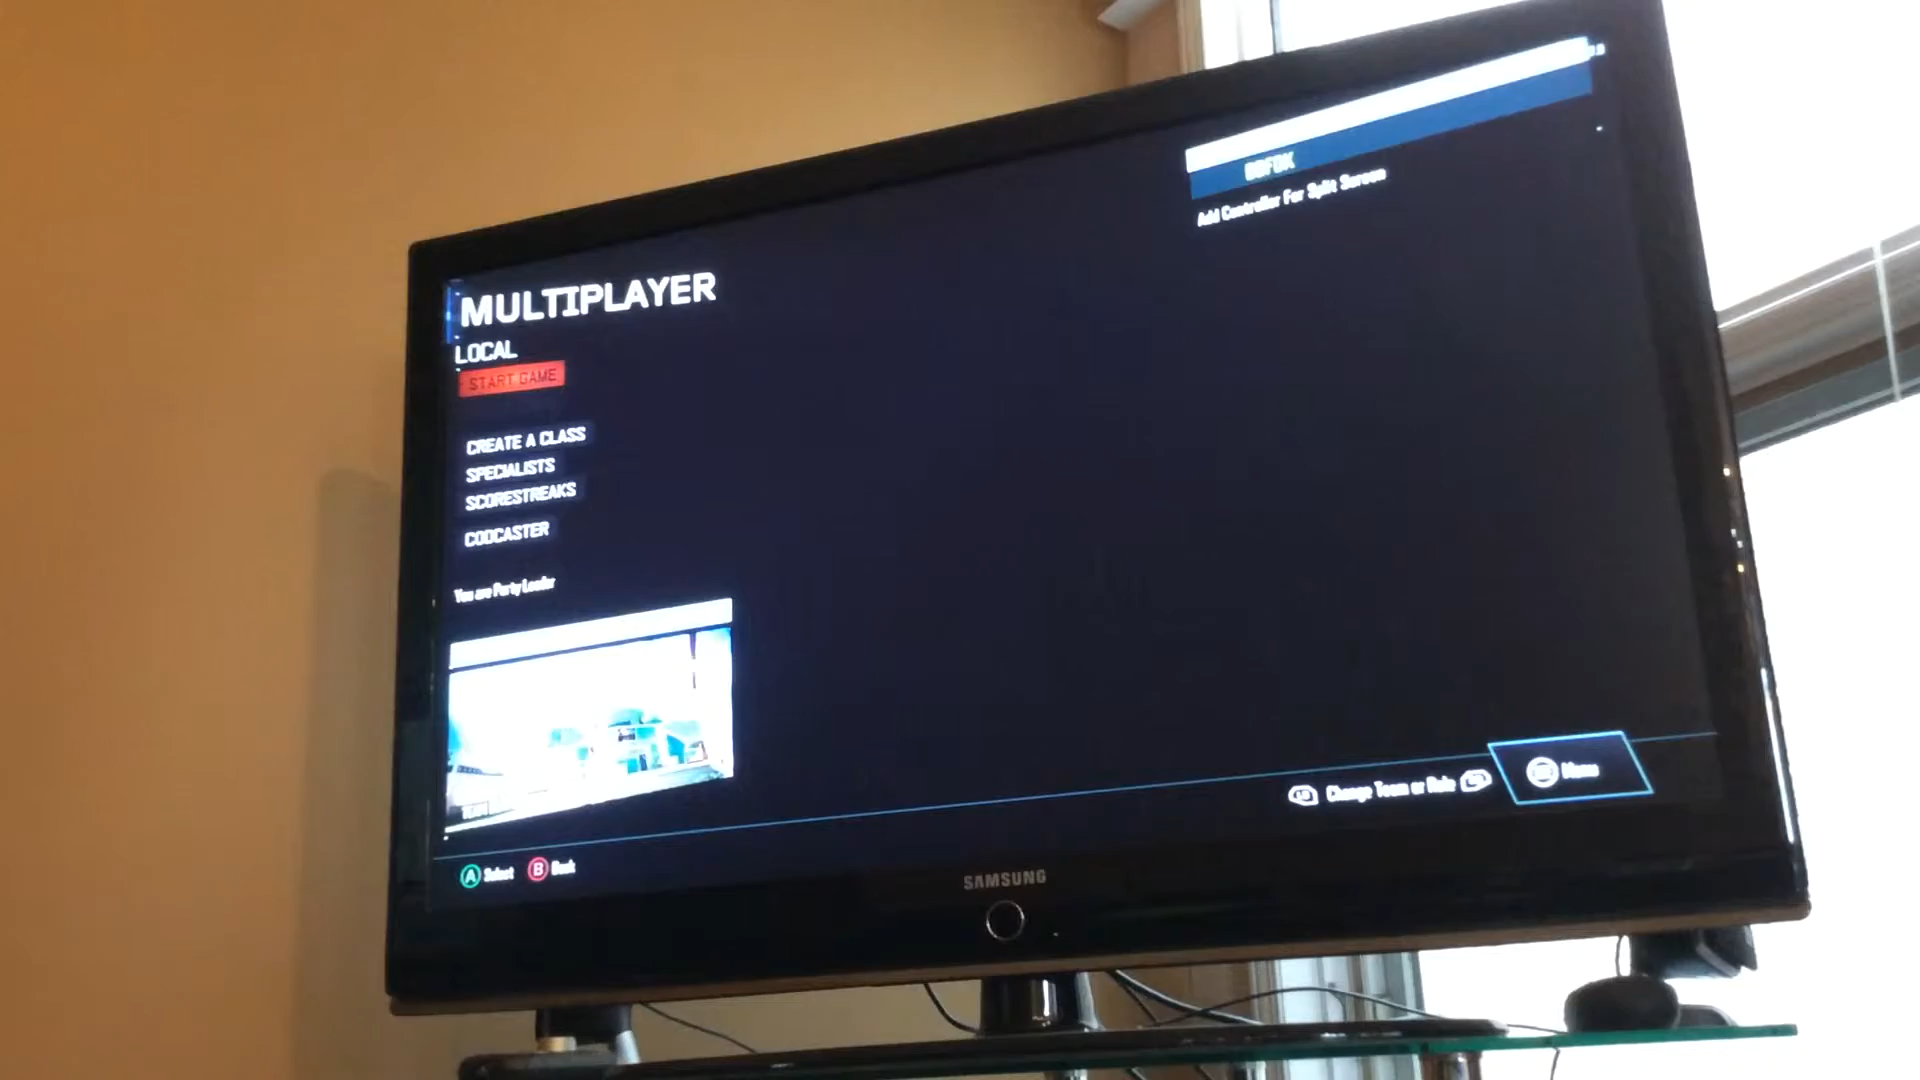 Add Controller For Split Screen
MULTIPLAYER
LOCAL
START GAME
CREATE A CLASS
SPECIALISTS
SCORESTREAKS
CODCASTER
You are Party Leader
Change Team or Role
Menu
A Select B Back
SAMSUNG